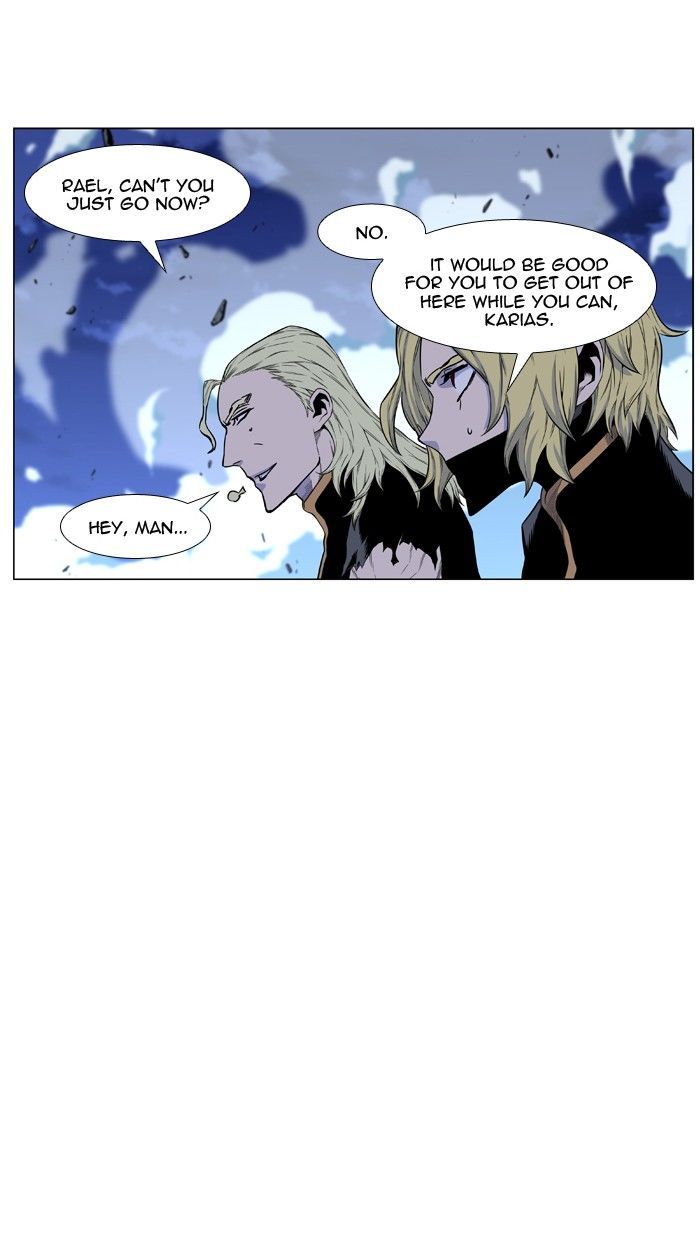 RAEL, CAN'T YOU
JUST GO NOW?
NO.
IT WOULD BE GOOD
FOR YOU TO GET OUT OF
HERE WHILE YOU CAN,
KARIAS.
HEY, MAN...